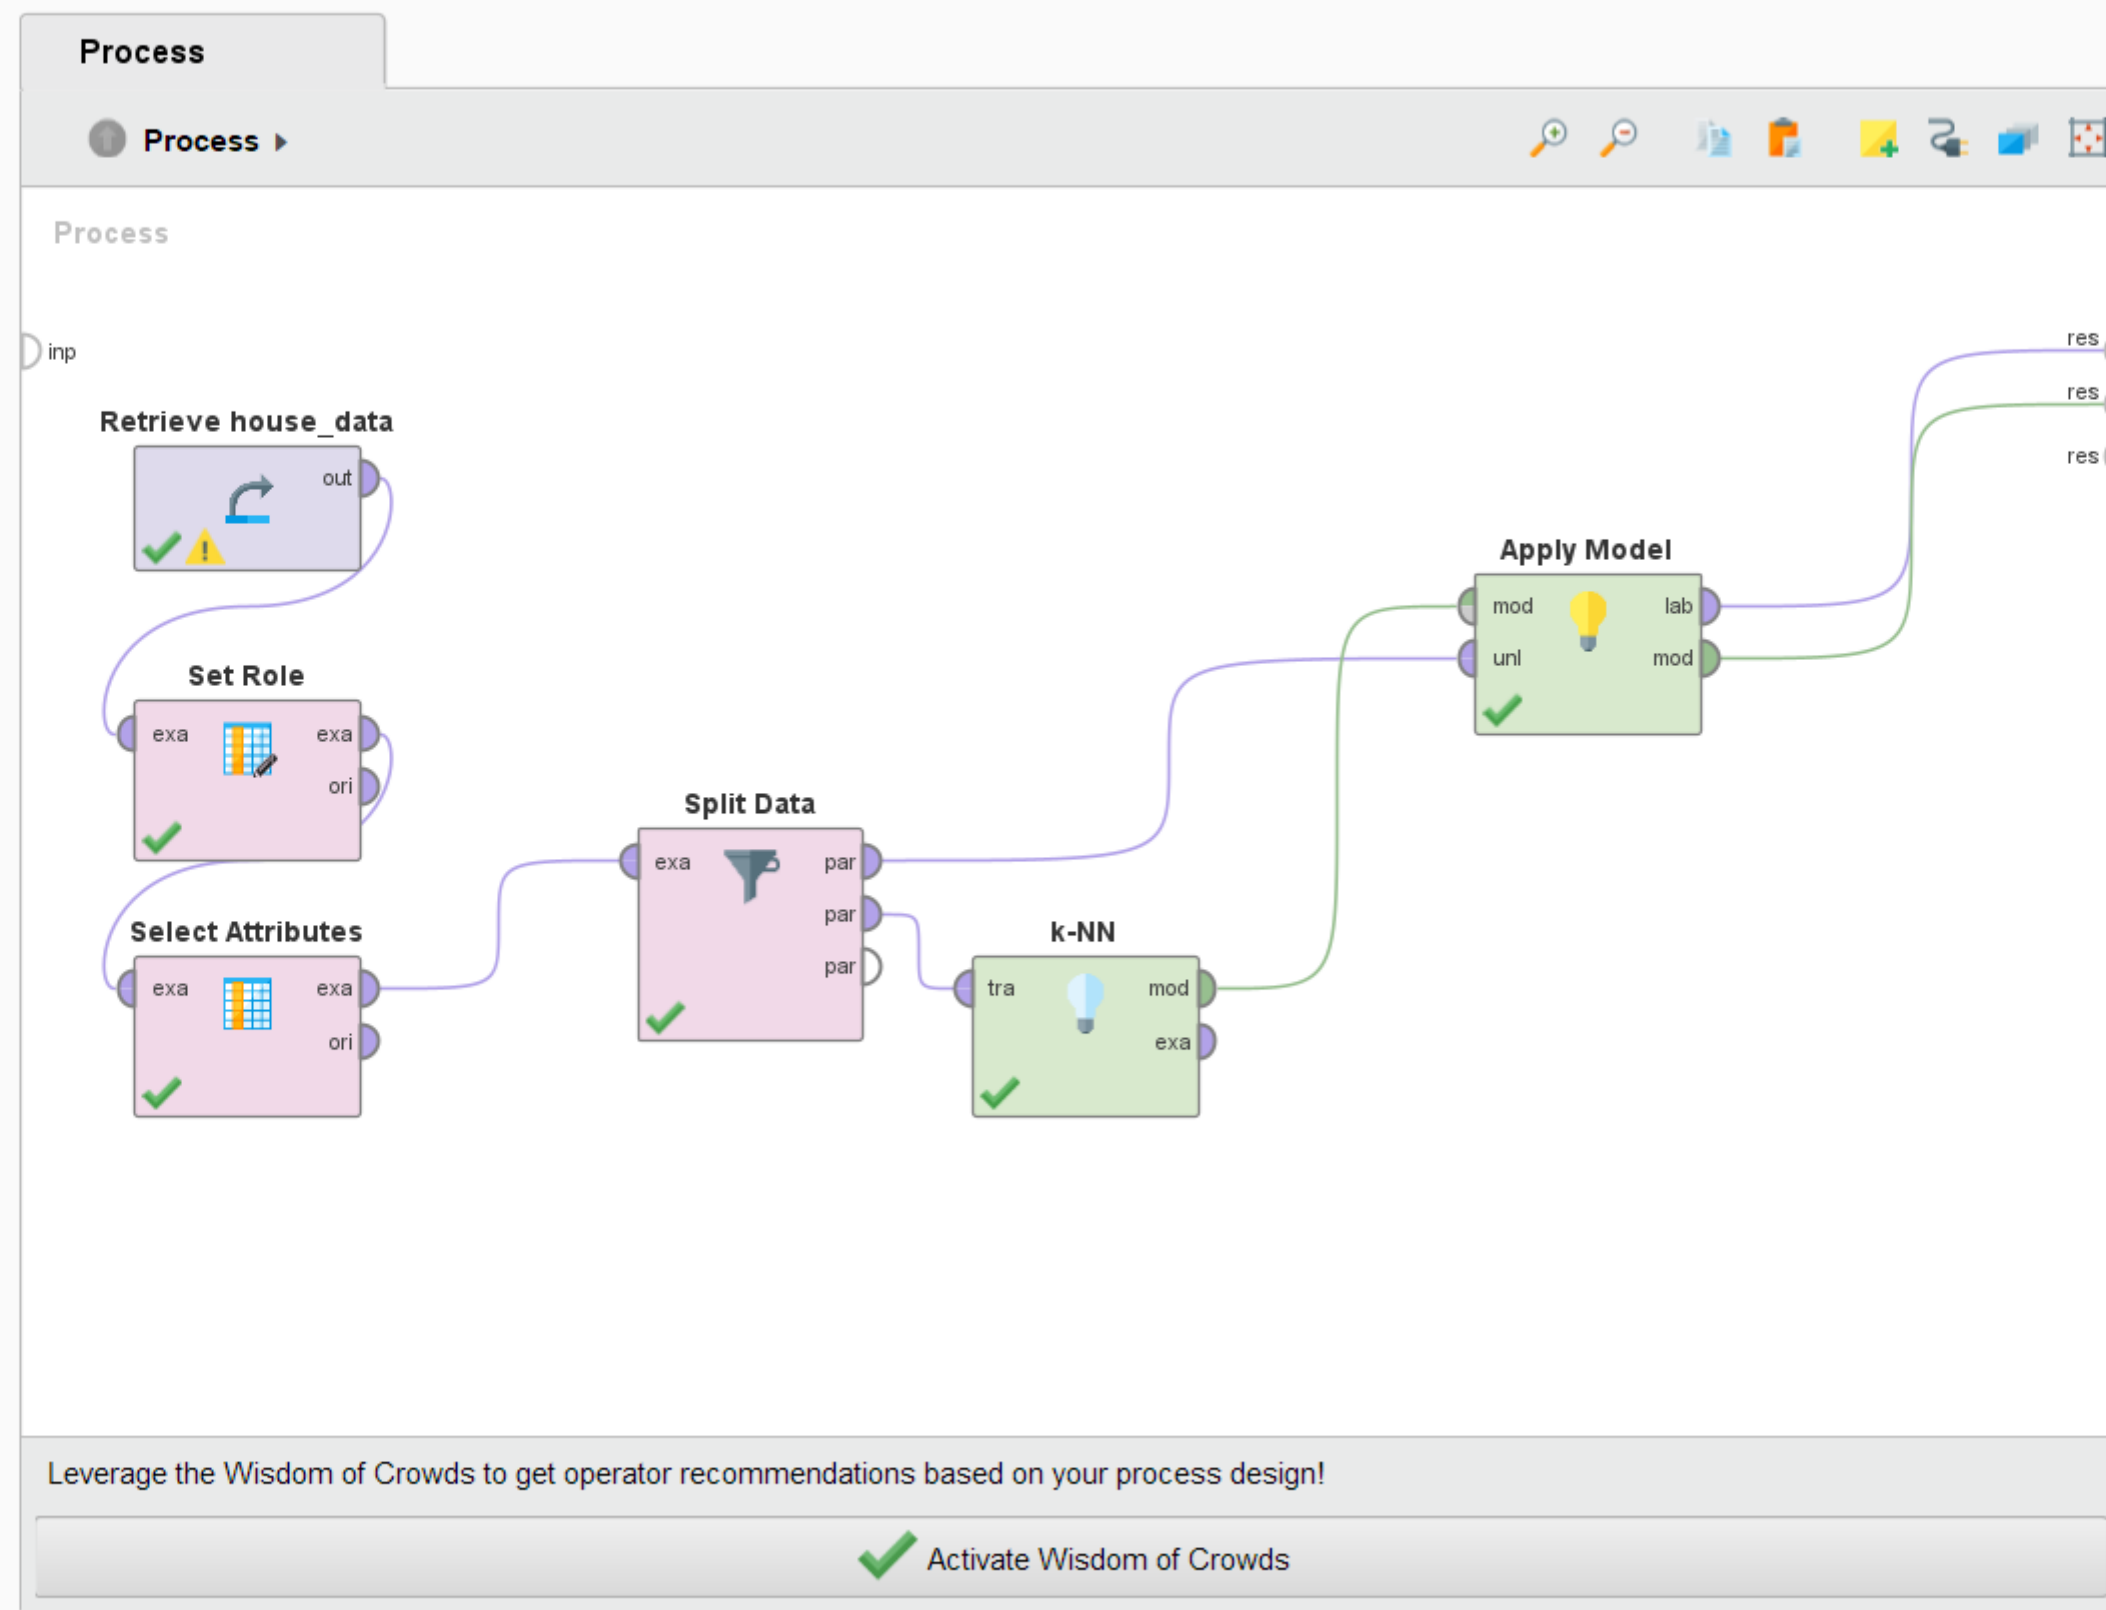 Process
Process
Process
inp
res
res
res
Retrieve house_data
out
Set Role
exa exa
ori
Select Attributes
exa exa
ori
Split Data
exa par
par
par
k-NN
tra mod
exa
Apply Model
mod lab
unl mod
Leverage the Wisdom of Crowds to get operator recommendations based on your process design!
Activate Wisdom of Crowds